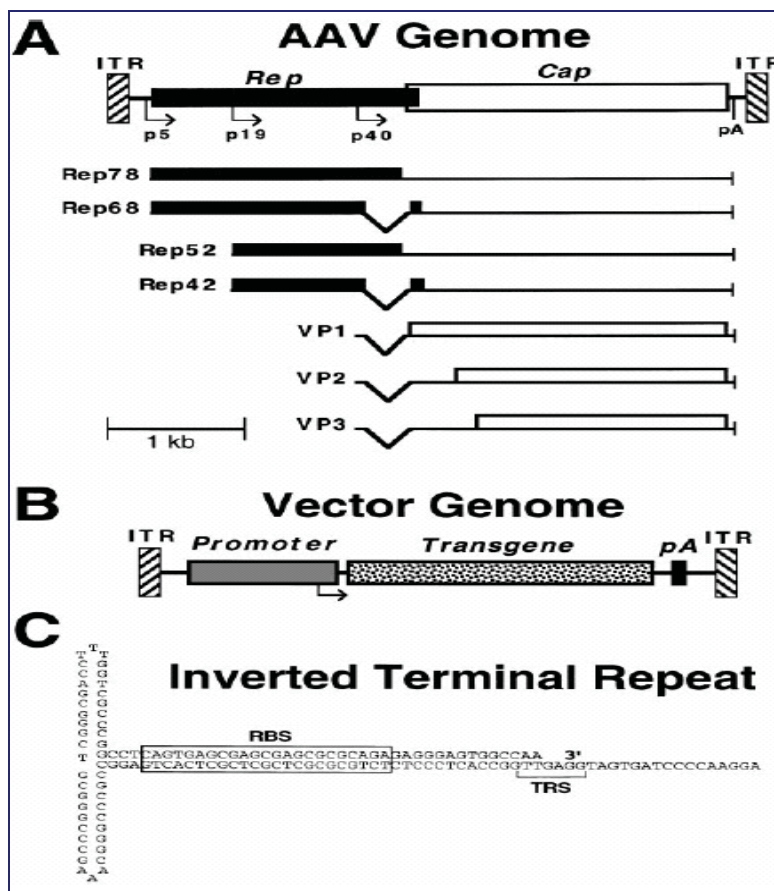 A AAV Genome
ITR Rep Cap ITR
p5 p19 p40 pA
Rep78
Rep68
Rep52
Rep42
VP1
VP2
VP3
1 kb
B Vector Genome
ITR Promoter Transgene pA ITR
C Inverted Terminal Repeat
RBS
GCCTCAGTGAGCGAGCGAGCGCGCAGAGAGGGAGTGGCCAA 3'
CGGAGTCACTCGCTCGCTCGCGCGTCTCTCCCTCACCGGTTGAGGTAGTGATCCCCAAGGA
TRS